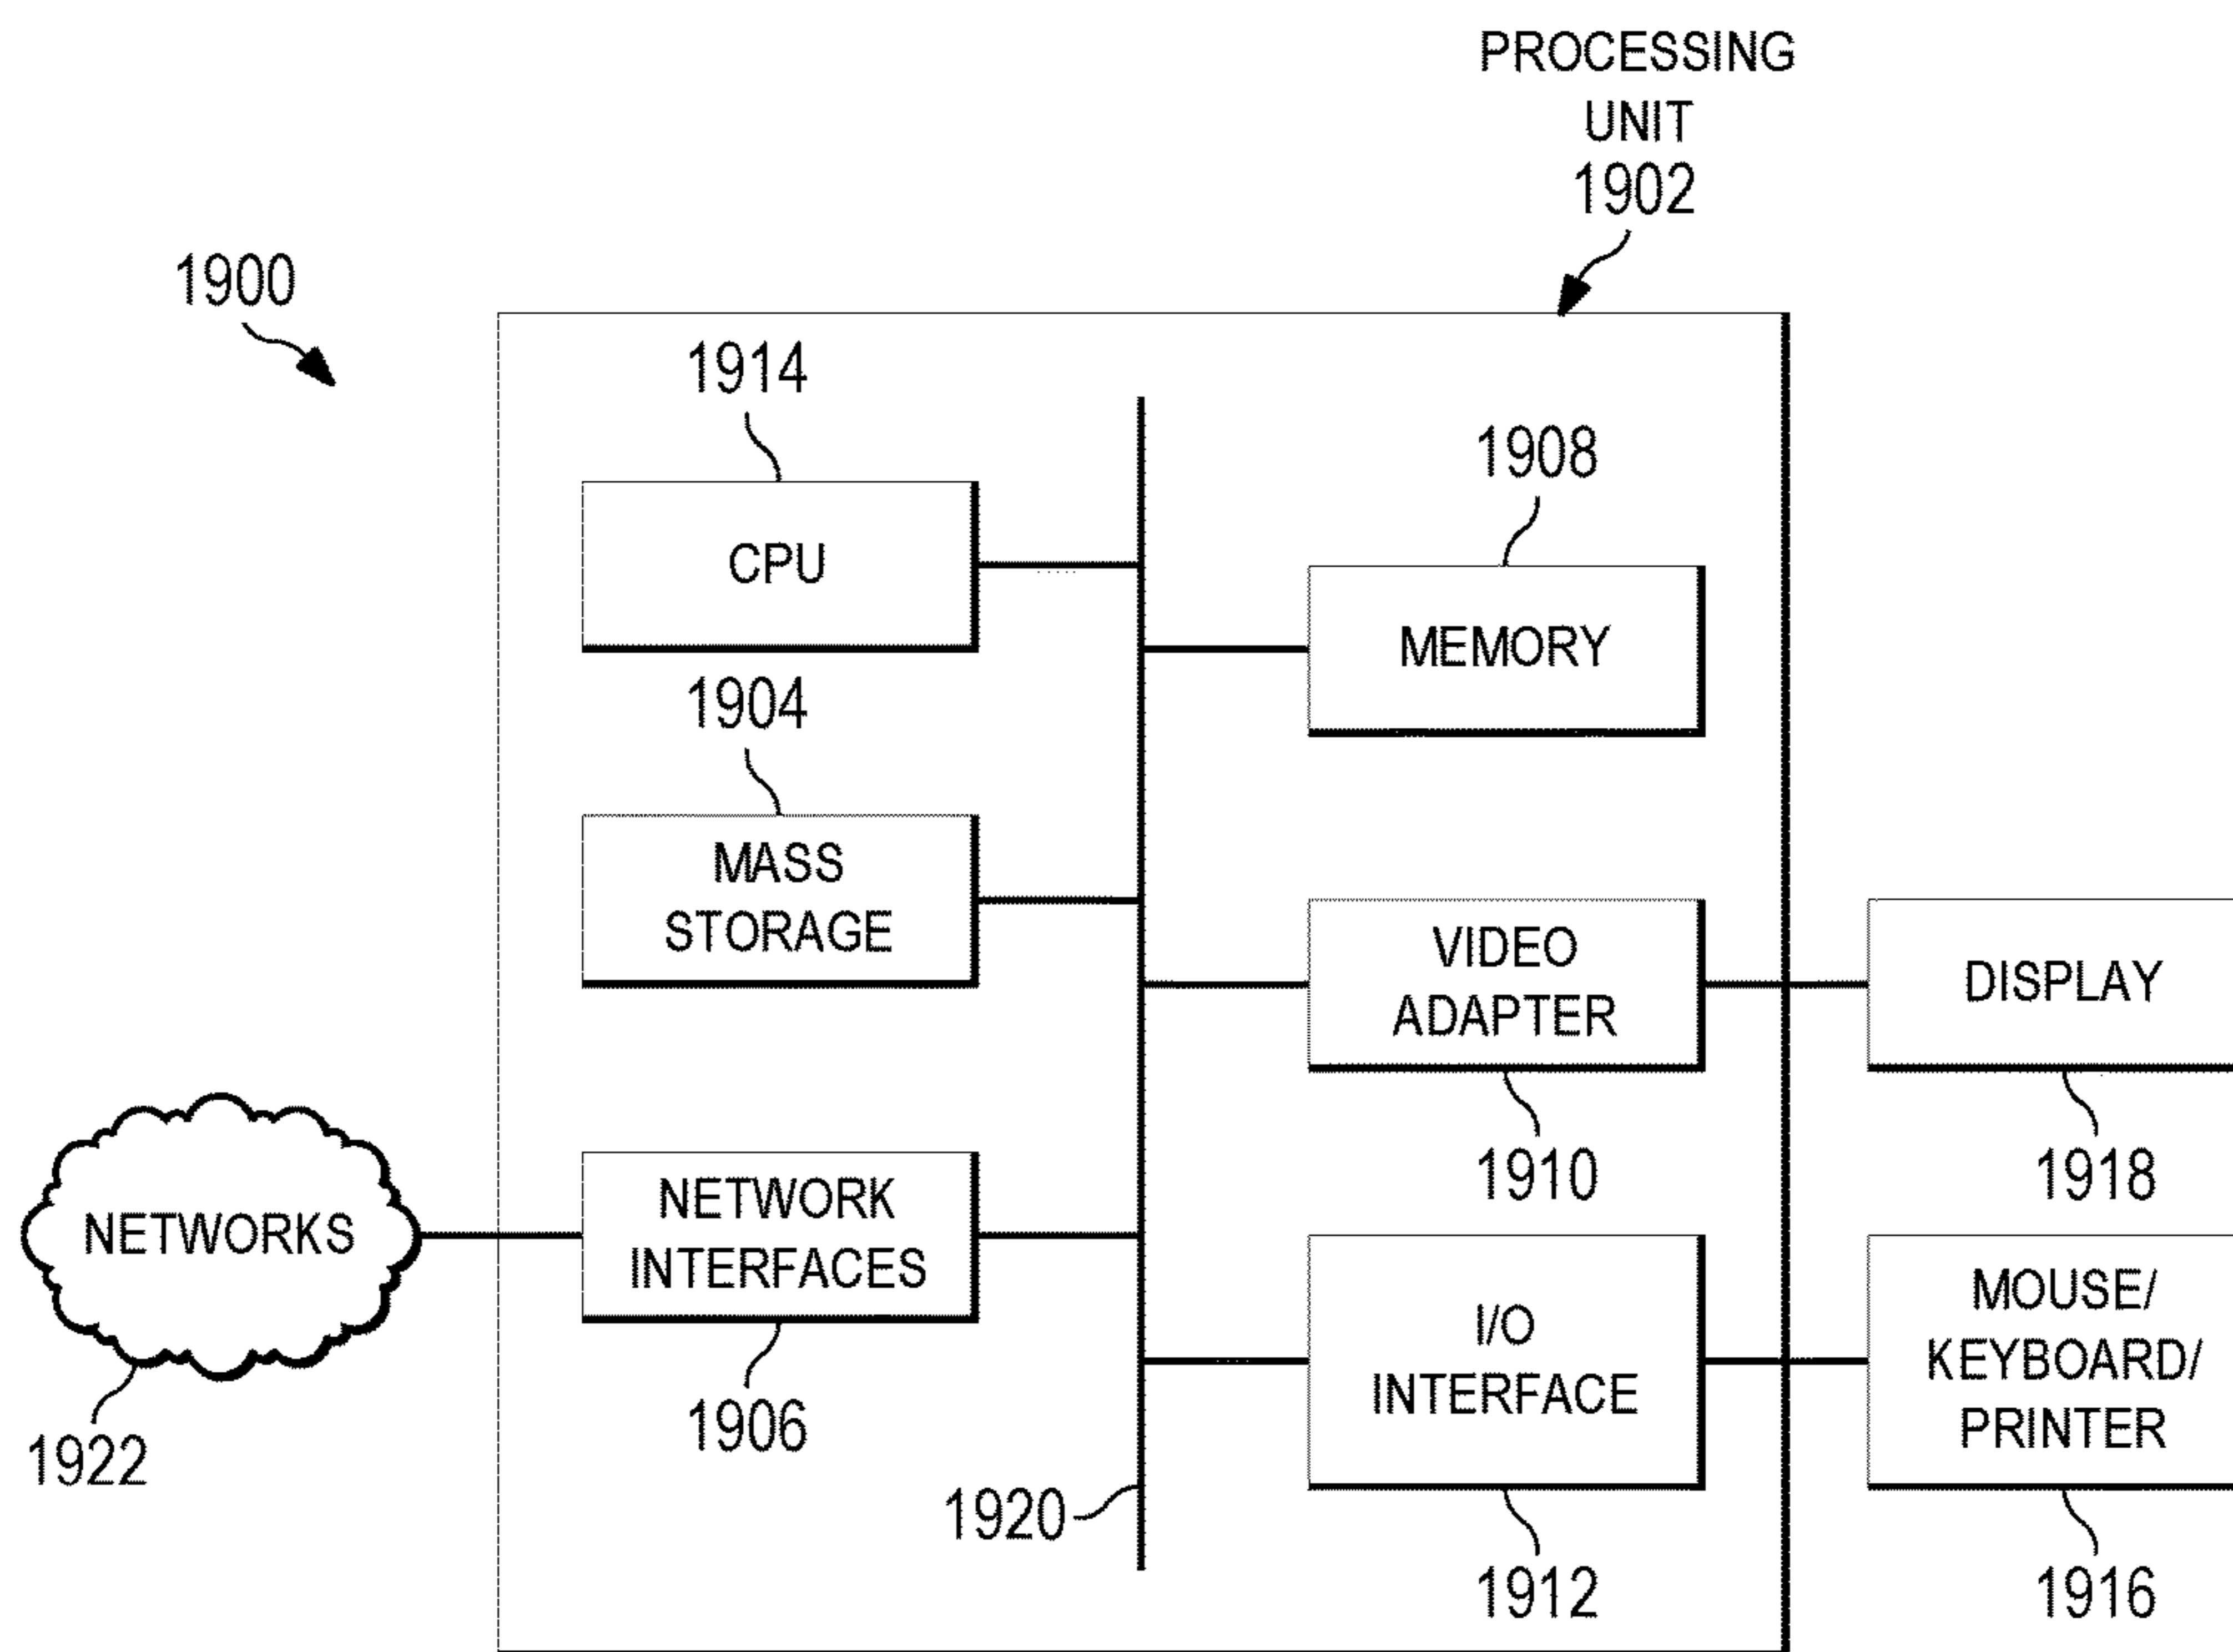 PROCESSING
UNIT
1902
1900
1914
CPU
1908
MEMORY
1904
MASS
STORAGE
VIDEO
ADAPTER
1910
DISPLAY
1918
NETWORKS
1922
NETWORK
INTERFACES
1906
1920
I/O
INTERFACE
1912
MOUSE/
KEYBOARD/
PRINTER
1916